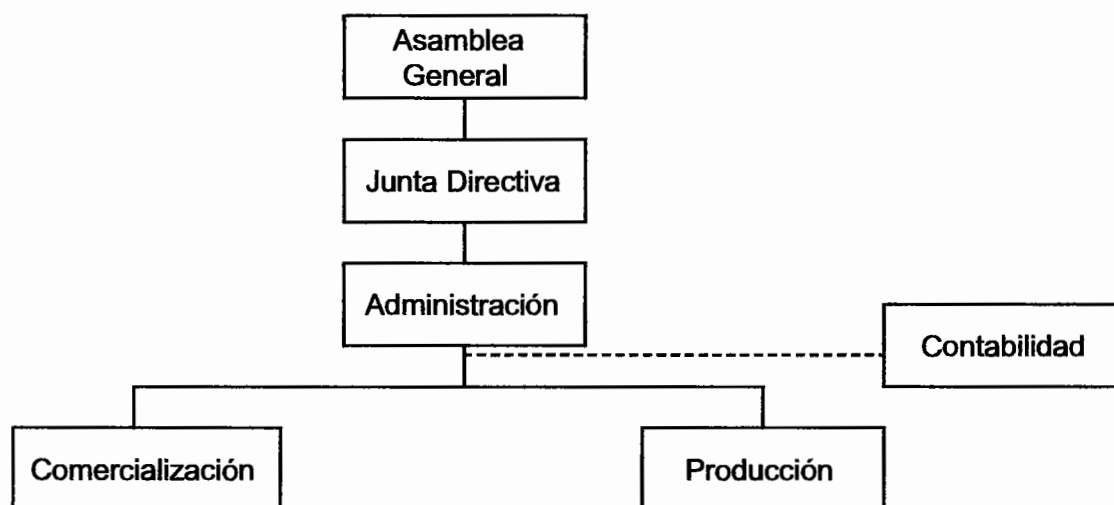 Asamblea
General
Junta Directiva
Administración
Contabilidad
Comercialización
Producción